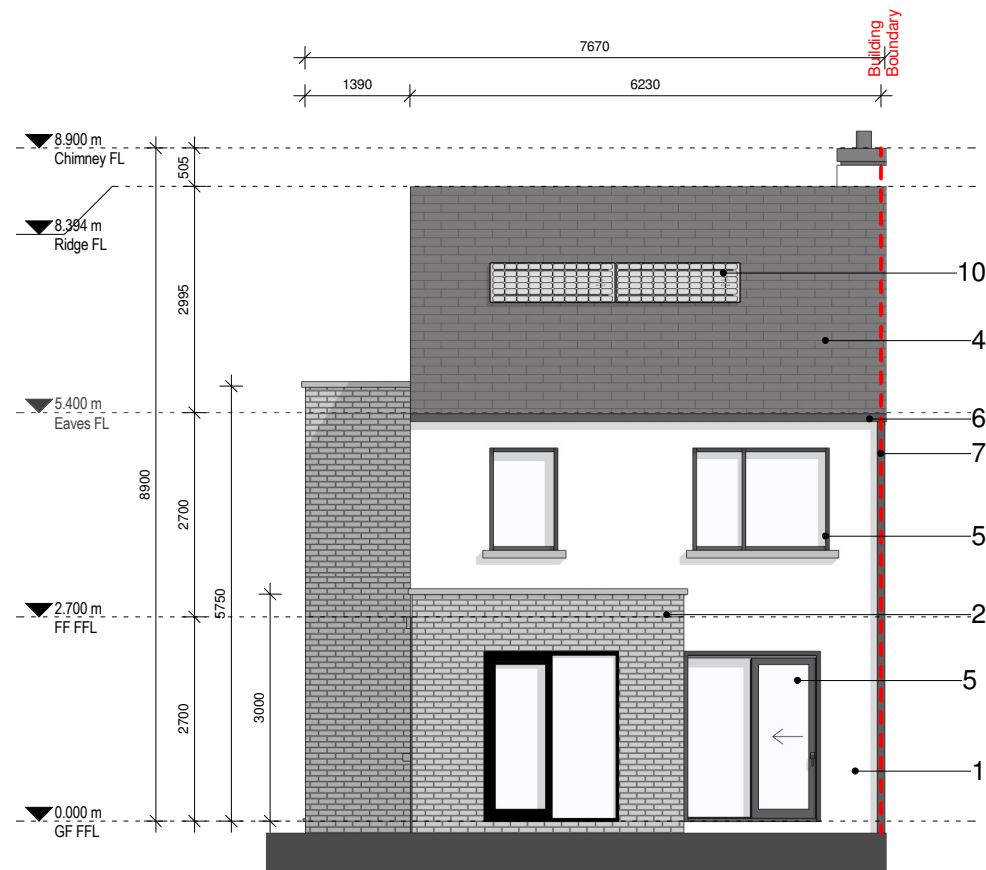 7670
Building
Boundary
1390
6230
8.900 m
Chimney FL
505
8.394 m
Ridge FL
10
2995
4
5.400 m
Eaves FL
6
7
8900
2700
5
5750
2.700 m
FF FFL
2
5
3000
2700
1
0.000 m
GF FFL